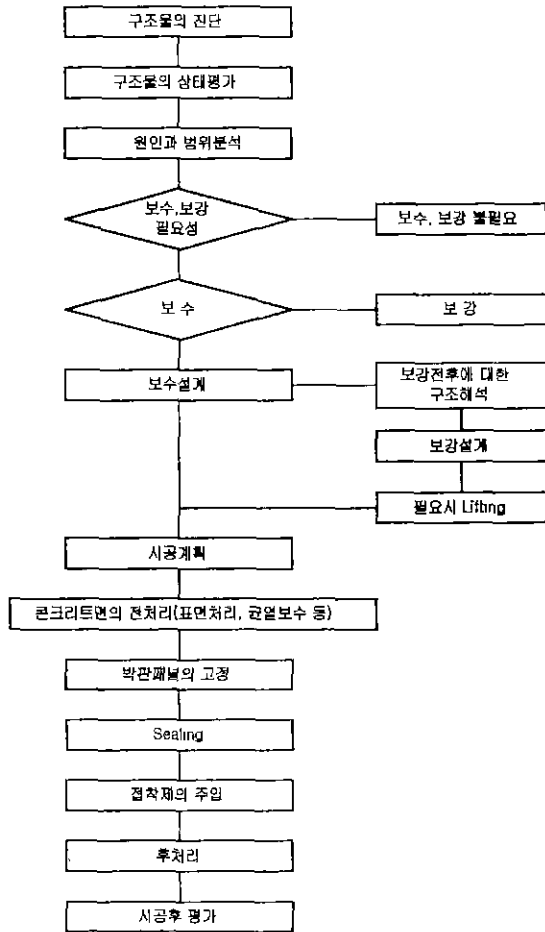 구조물의 진단
구조물의 상태평가
원인과 범위분석
보수,보강
필요성
보수, 보강 불필요
보 수
보 강
보수설계
보강전후에 대한
구조해석
보강설계
필요시 Lifting
시공계획
콘크리트면의 전처리(표면처리, 균열보수 등)
박판패널의 고정
Sealing
접착제의 주입
후처리
시공후 평가